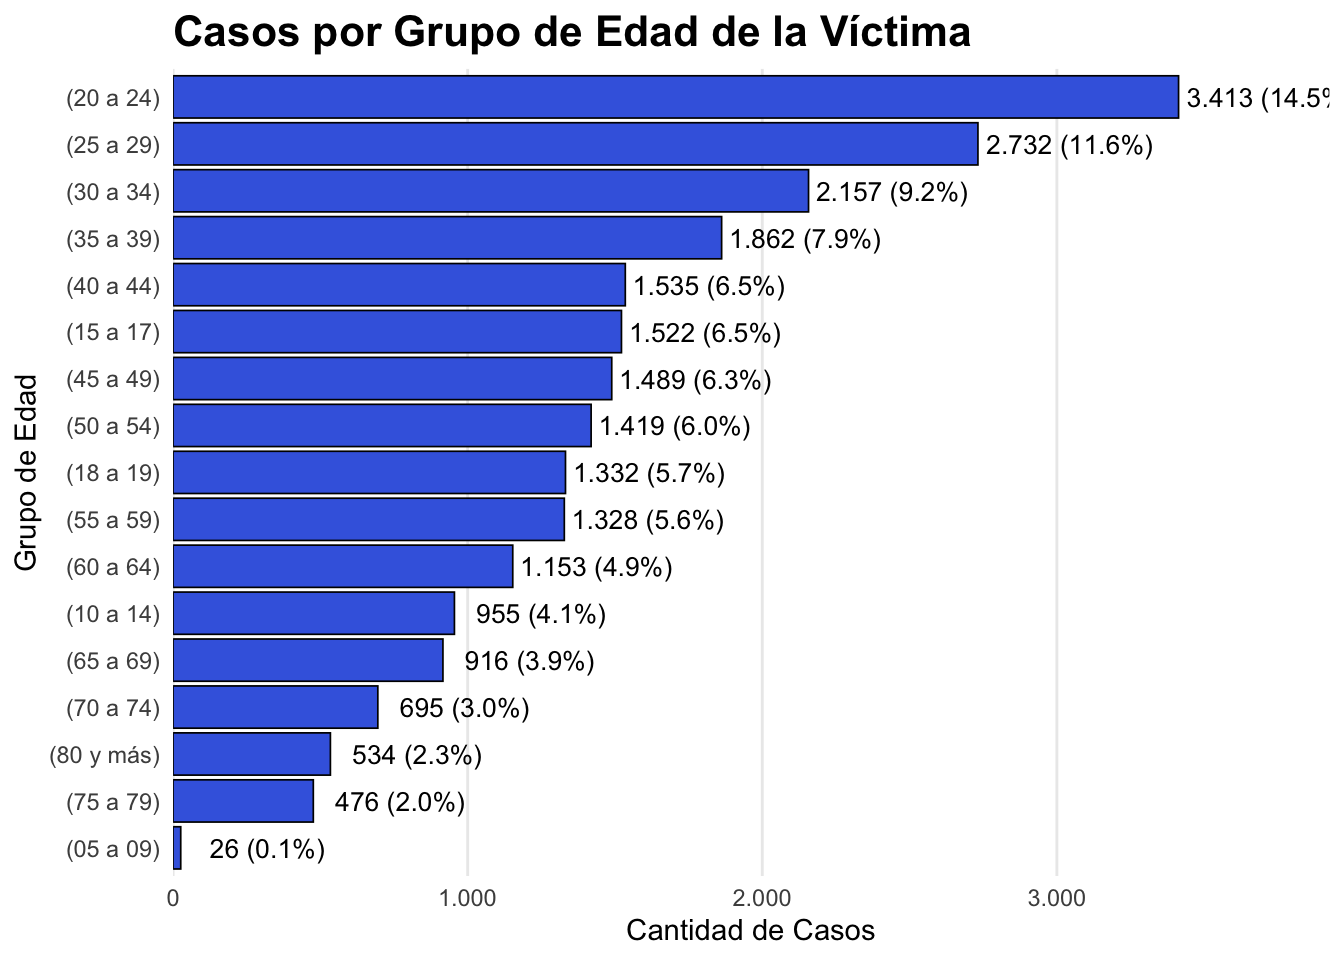 Casos por Grupo de Edad de la Víctima
Grupo de Edad
(20 a 24) 3.413 (14.5%
(25 a 29) 2.732 (11.6%)
(30 a 34) 2.157 (9.2%)
(35 a 39) 1.862 (7.9%)
(40 a 44) 1.535 (6.5%)
(15 a 17) 1.522 (6.5%)
(45 a 49) 1.489 (6.3%)
(50 a 54) 1.419 (6.0%)
(18 a 19) 1.332 (5.7%)
(55 a 59) 1.328 (5.6%)
(60 a 64) 1.153 (4.9%)
(10 a 14) 955 (4.1%)
(65 a 69) 916 (3.9%)
(70 a 74) 695 (3.0%)
(80 y más) 534 (2.3%)
(75 a 79) 476 (2.0%)
(05 a 09) 26 (0.1%)
0 1.000 2.000 3.000
Cantidad de Casos